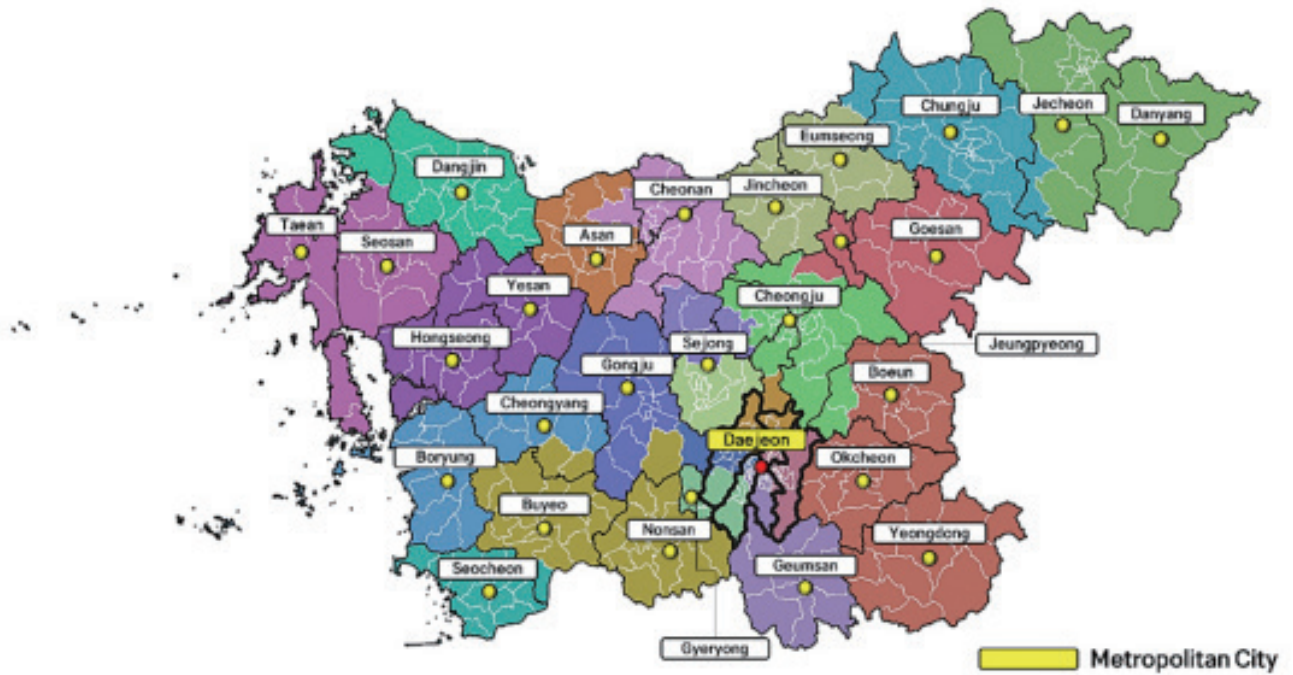 Chungju
Jecheon
Danyang
Eumseong
Dangjin
Cheonan
Jincheon
Taean
Seosan
Asan
Goesan
Yesan
Cheongju
Hongseong
Sejong
Jeungpyeong
Gongju
Boeun
Cheongyang
Daejeon
Boryung
Okcheon
Buyeo
Nonsan
Yeongdong
Seocheon
Geumsan
Gyeryong
Metropolitan City